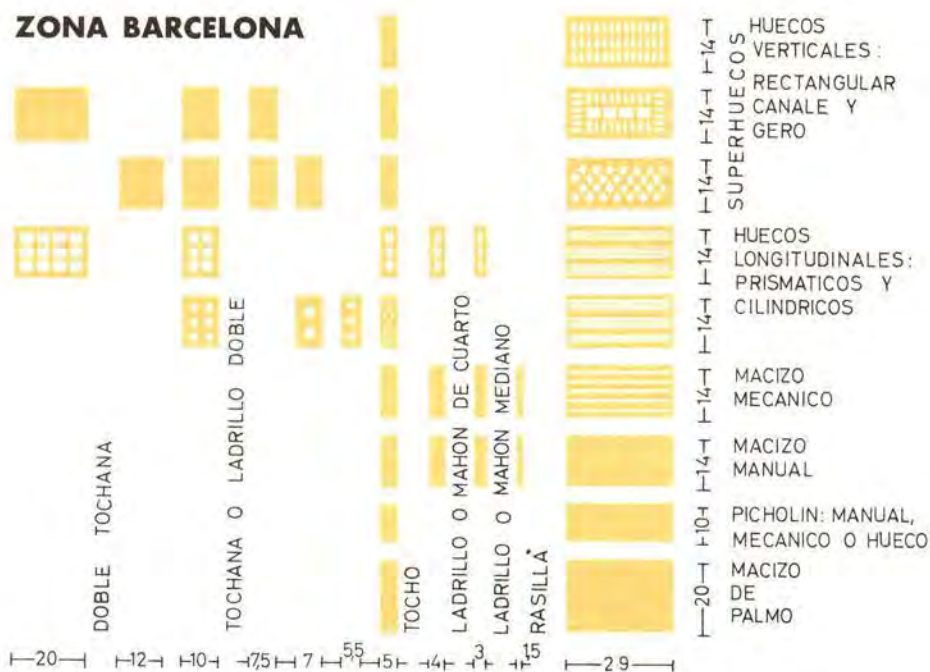 ZONA BARCELONA
14
HUECOS
VERTICALES :
14
RECTANGULAR
CANALE Y
GERO
14
SUPERHUECOS
14
HUECOS
LONGITUDINALES :
PRISMATICOS Y
CILINDRICOS
14
14
MACIZO
MECANICO
14
MACIZO
MANUAL
10
PICHOLIN: MANUAL,
MECANICO O HUECO
20
MACIZO
DE
PALMO
DOBLE TOCHANA
TOCHANA O LADRILLO DOBLE
TOCHO
LADRILLO O MAHON DE CUARTO
LADRILLO O MAHON MEDIANO
RASILLA*
20 12 10 7,5 7 5,5 5 4 3 1,5 29